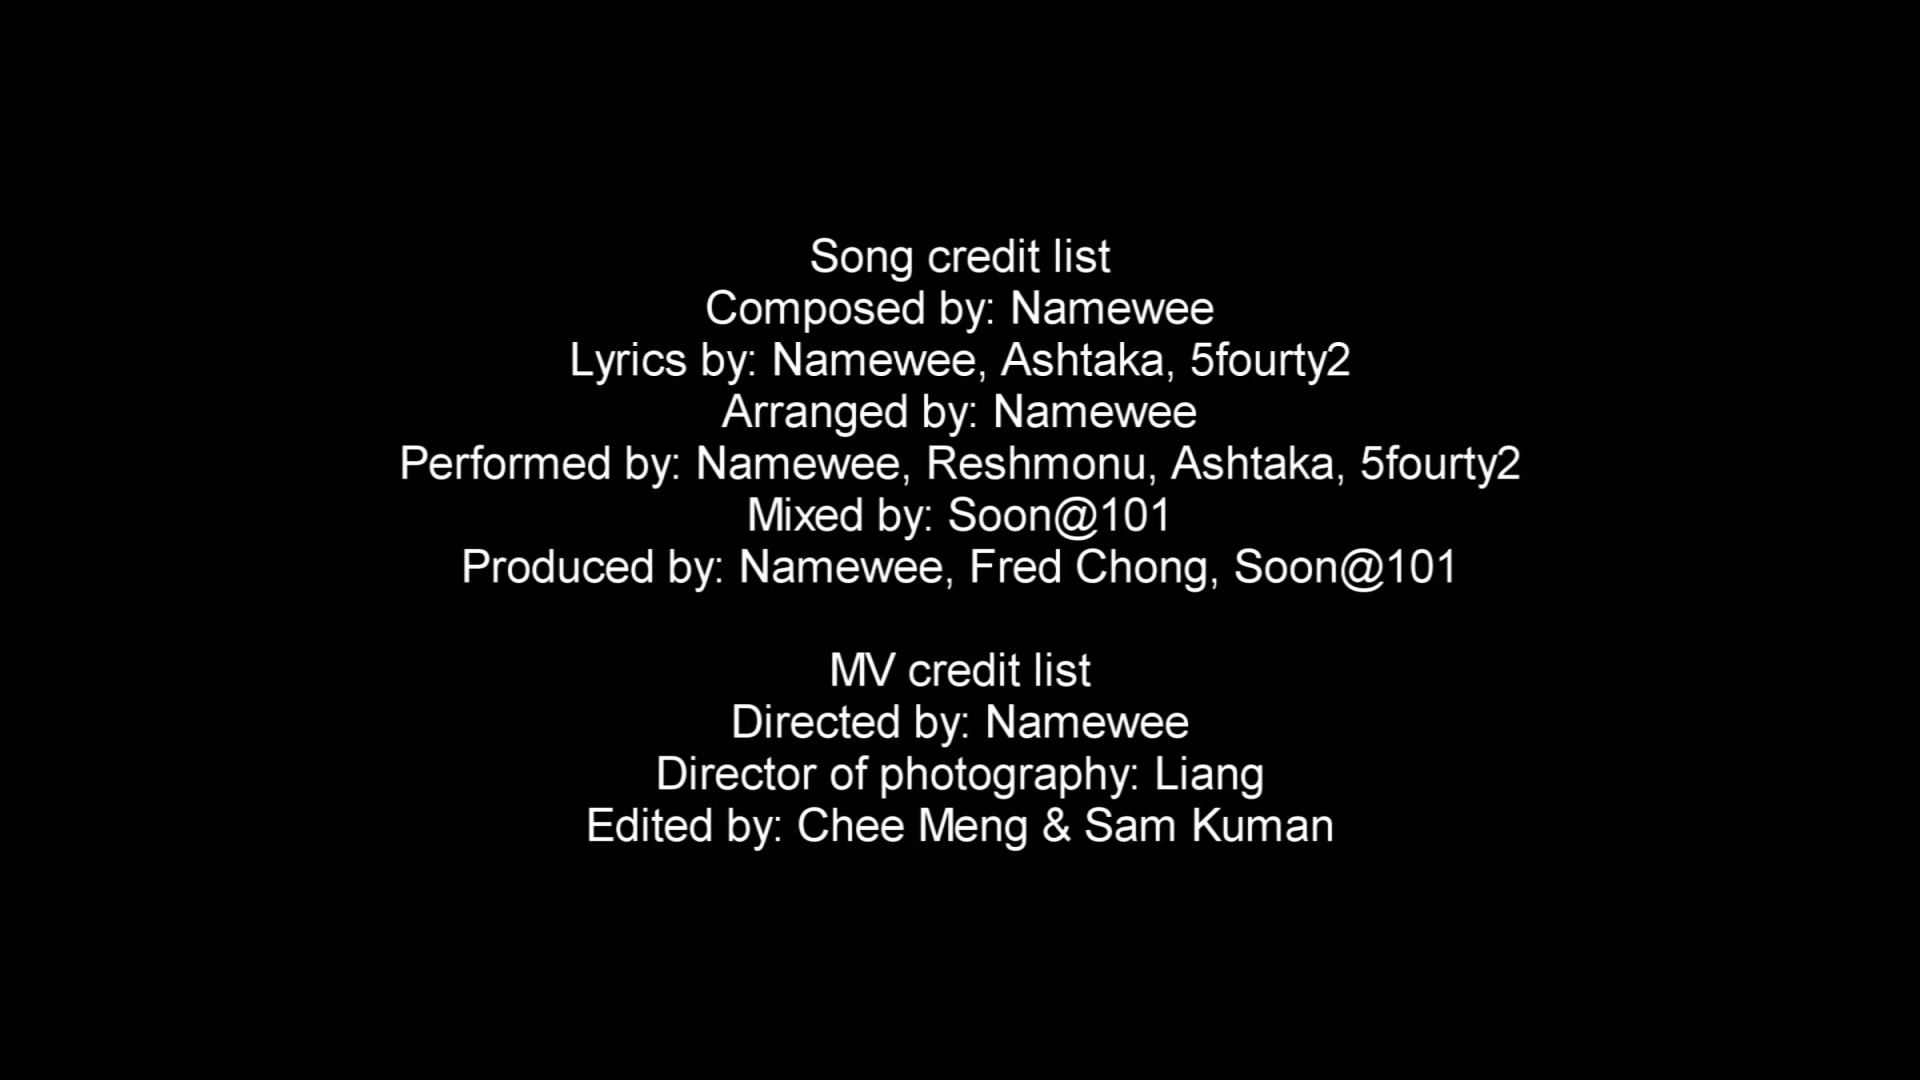 Song credit list
Composed by: Namewee
Lyrics by: Namewee, Ashtaka, 5fourty2
Arranged by: Namewee
Performed by: Namewee, Reshmonu, Ashtaka, 5fourty2
Mixed by: Soon@101
Produced by: Namewee, Fred Chong, Soon@101
MV credit list
Directed by: Namewee
Director of photography: Liang
Edited by: Chee Meng & Sam Kuman